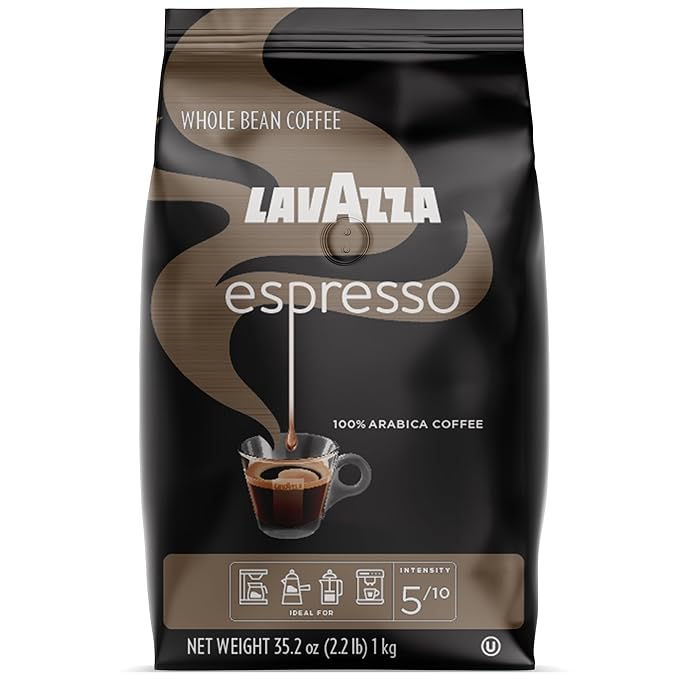 WHOLE BEAN COFFEE
LAVAZZA
espresso
100% ARABICA COFFEE
LAVAZZA
INTENSITY
5/10
IDEAL FOR
NET WEIGHT 35.2 oz (2.2 lb) 1 kg
U